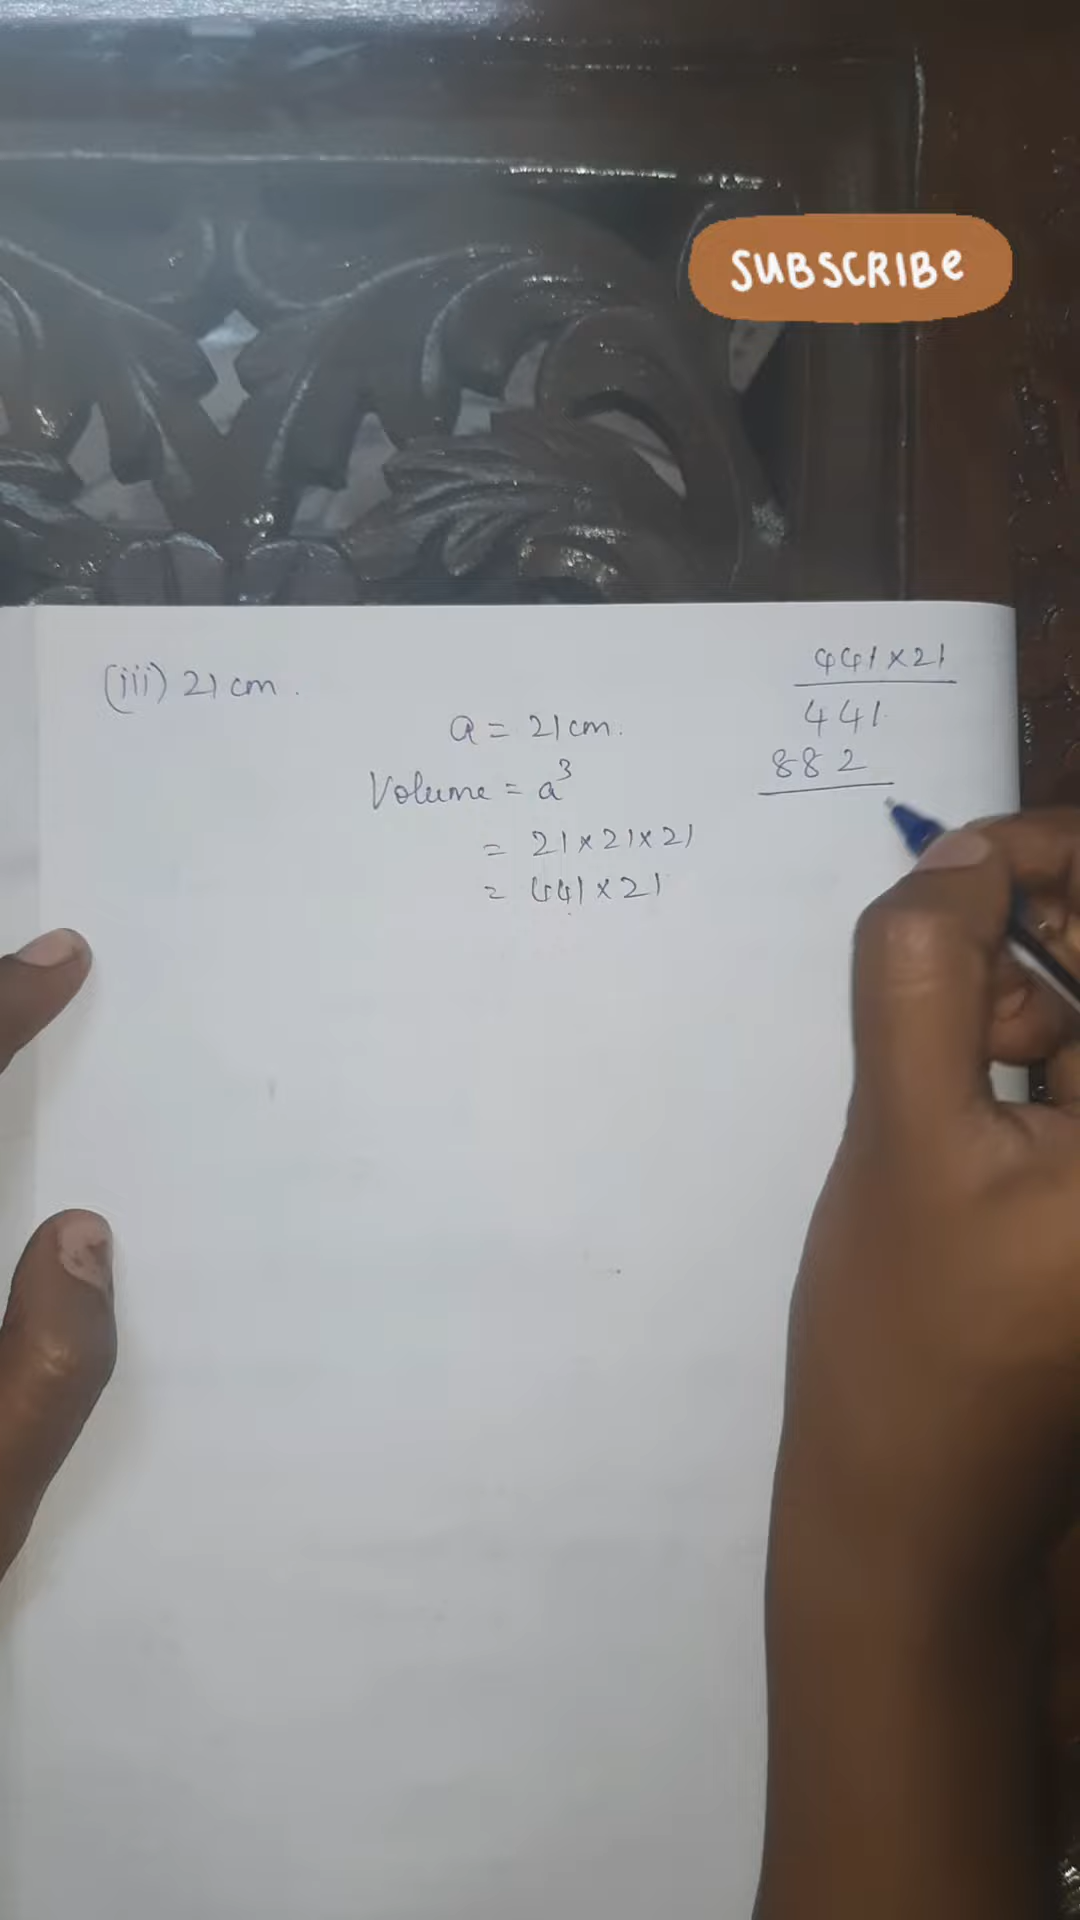 SUBSCRIBe
(iii) 21 cm.
a = 21 cm.
Volume = a³
= 21 × 21 × 21
= 441 × 21
441 × 21
441
882